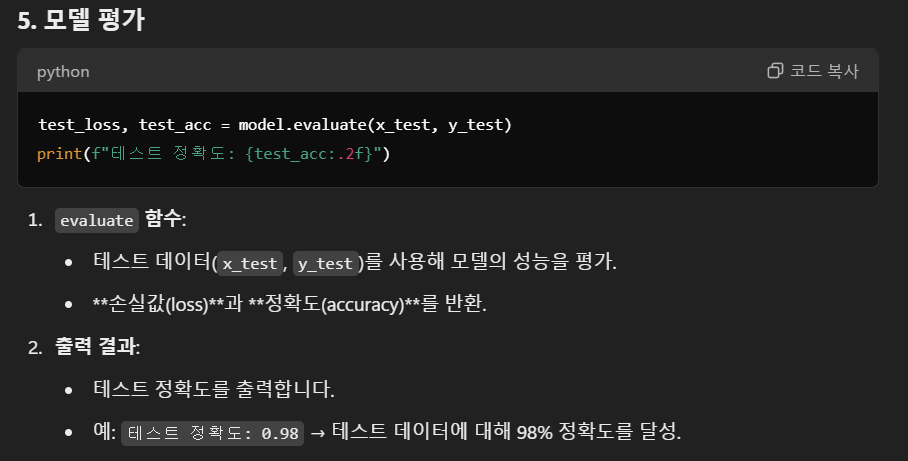 5. 모델 평가
python
코드 복사
test_loss, test_acc = model.evaluate(x_test, y_test)
print(f"테스트 정확도: {test_acc:.2f}")
1. evaluate 함수:
• 테스트 데이터(x_test, y_test)를 사용해 모델의 성능을 평가.
• **손실값(loss)**과 **정확도(accuracy)**를 반환.
2. 출력 결과:
• 테스트 정확도를 출력합니다.
• 예: 테스트 정확도: 0.98 → 테스트 데이터에 대해 98% 정확도를 달성.